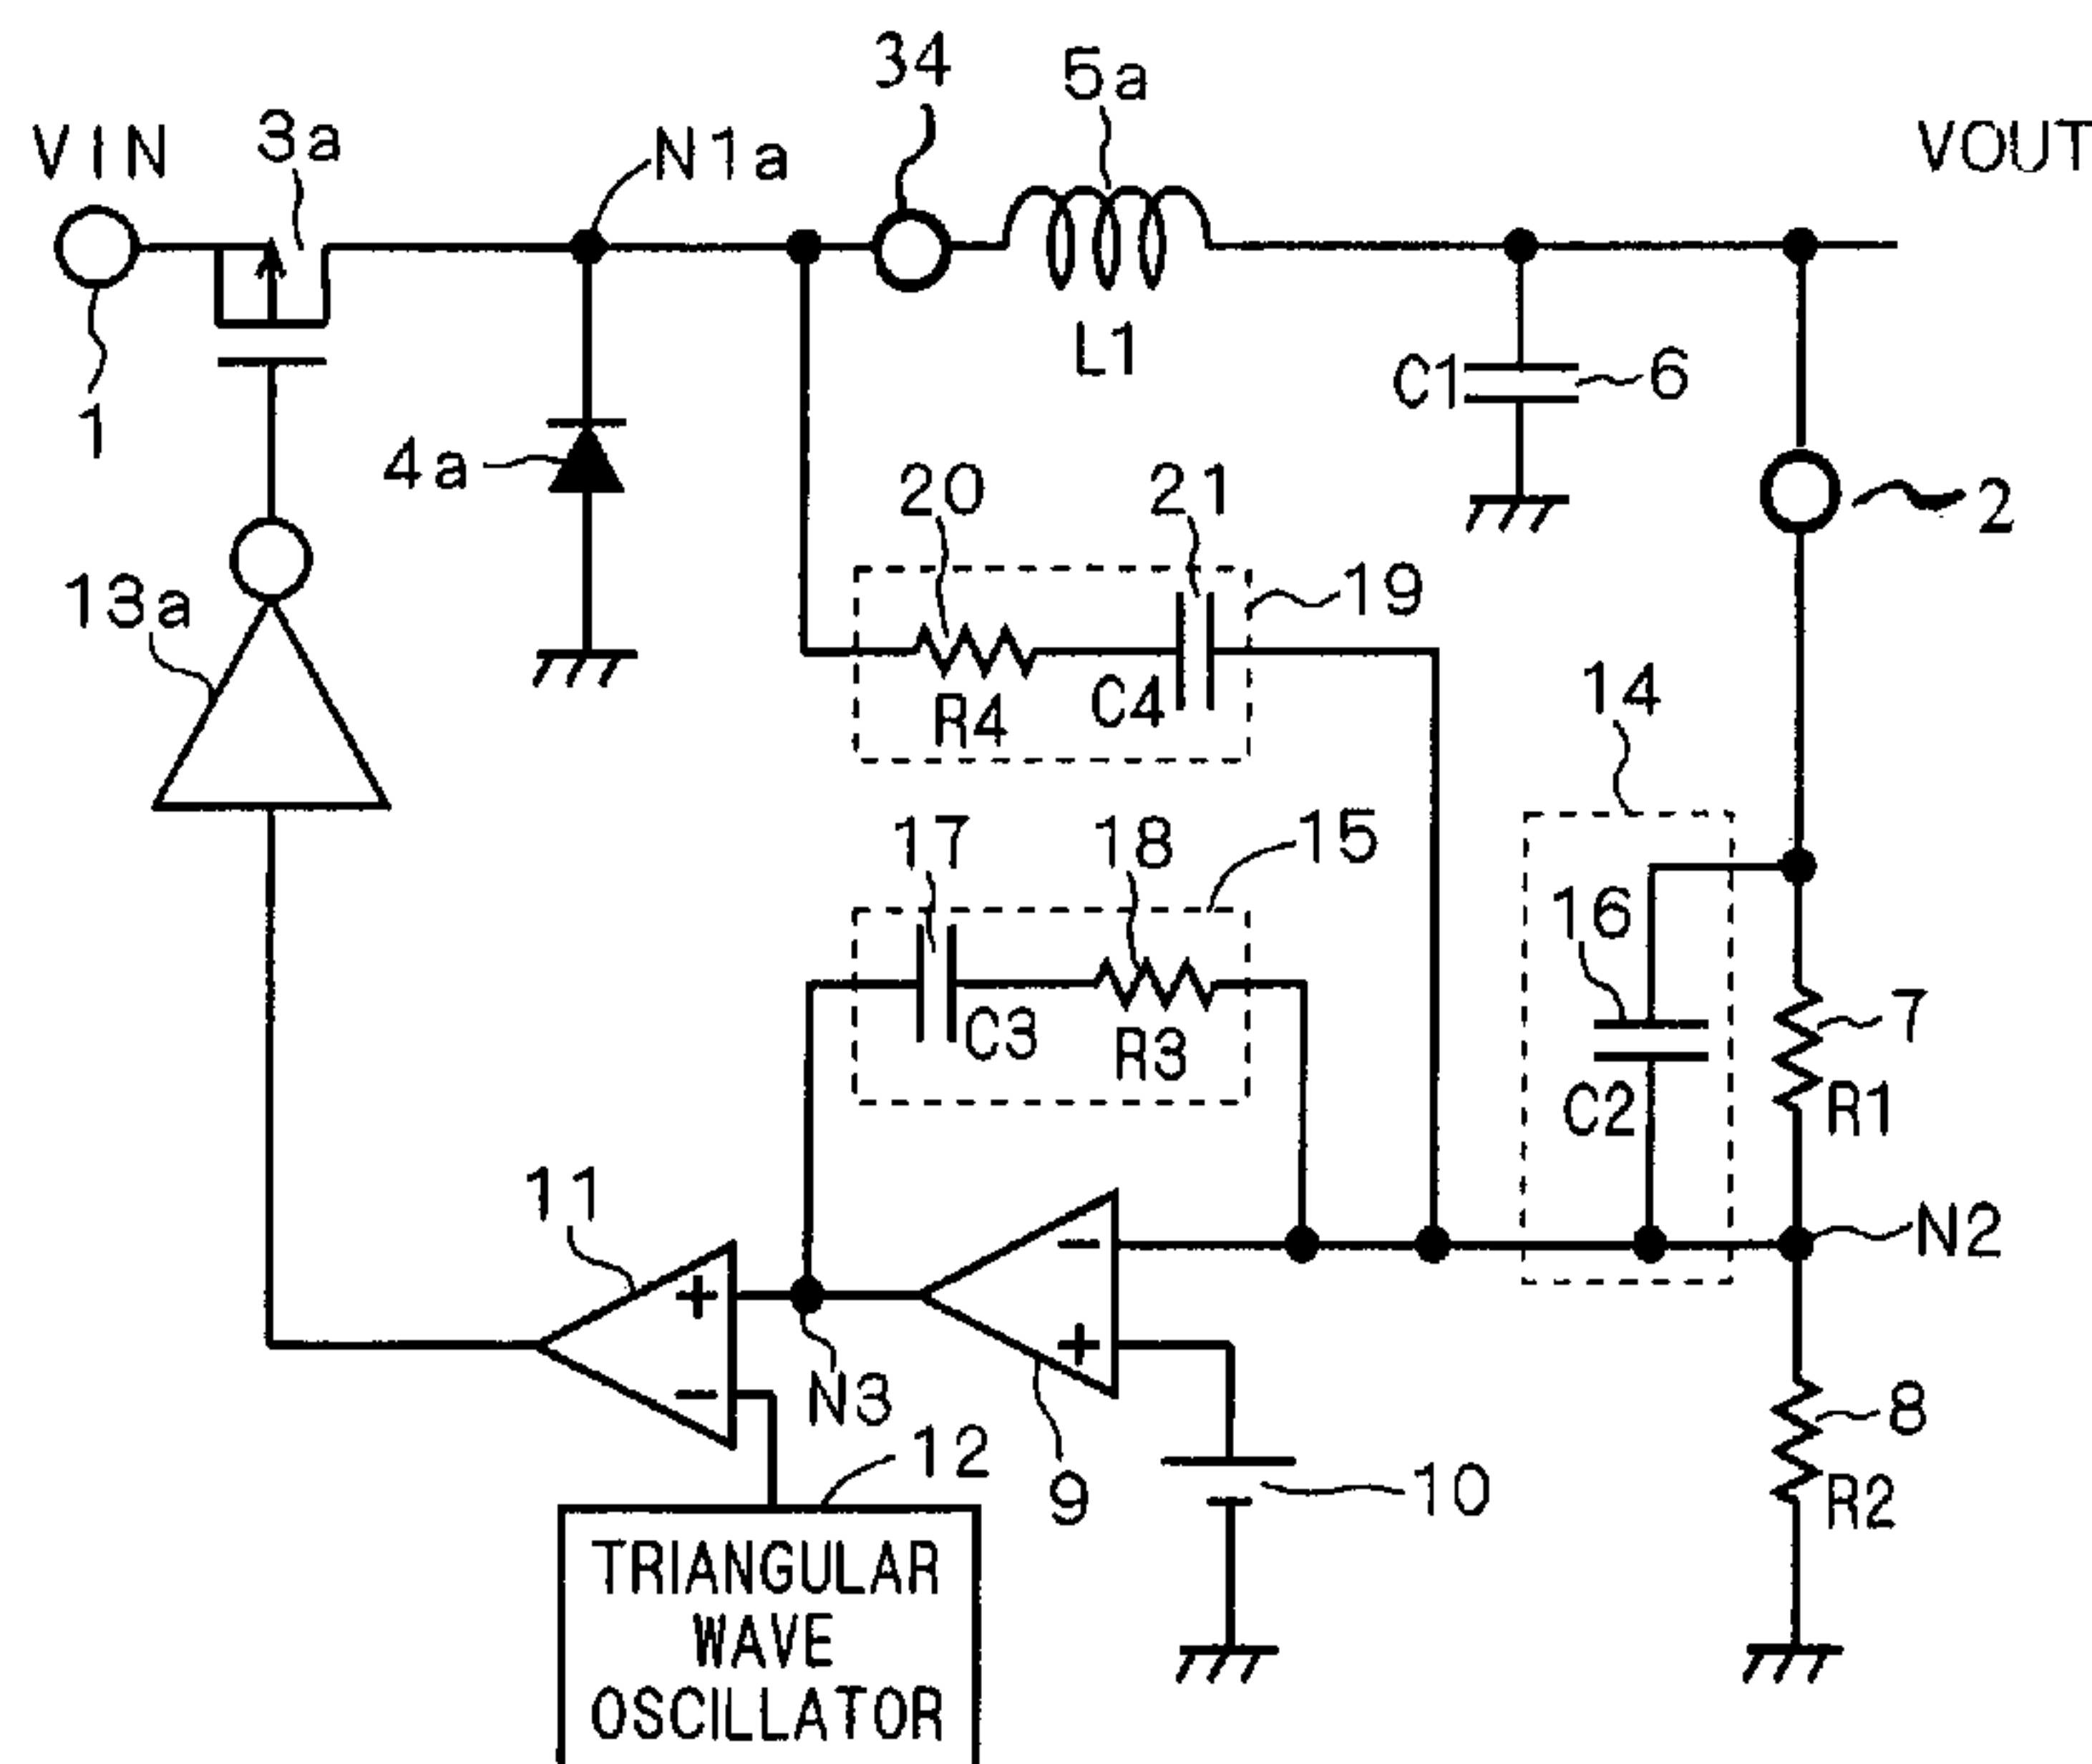 34
5a
VIN
3a
N1a
VOUT
1
L1
C1
6
4a
20
21
2
13a
19
R4
C4
14
17
18
15
16
7
C3
R3
C2
R1
11
N2
-
+
+
-
N3
8
12
9
10
R2
TRIANGULAR
WAVE
OSCILLATOR